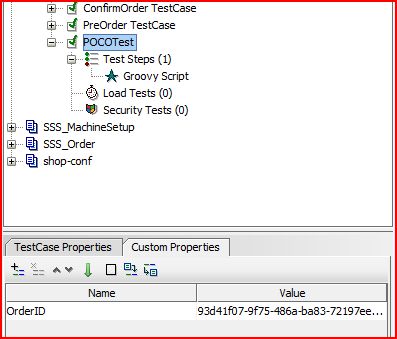 ConfirmOrder TestCase
PreOrder TestCase
POCOTest
Test Steps (1)
Groovy Script
Load Tests (0)
Security Tests (0)
SSS_MachineSetup
SSS_Order
shop-conf
TestCase Properties Custom Properties
Name Value
OrderID 93d41f07-9f75-486a-ba83-72197ee...